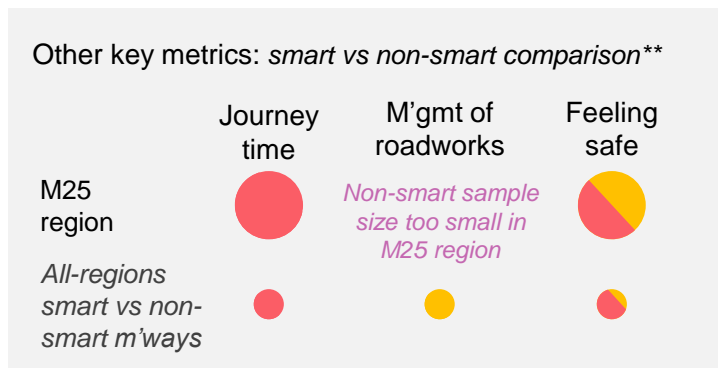 Other key metrics: smart vs non-smart comparison**
Journey
time
M'gmt of
roadworks
Feeling
safe
M25
region
Non-smart sample
size too small in
M25 region
All-regions
smart vs non-
smart m'ways